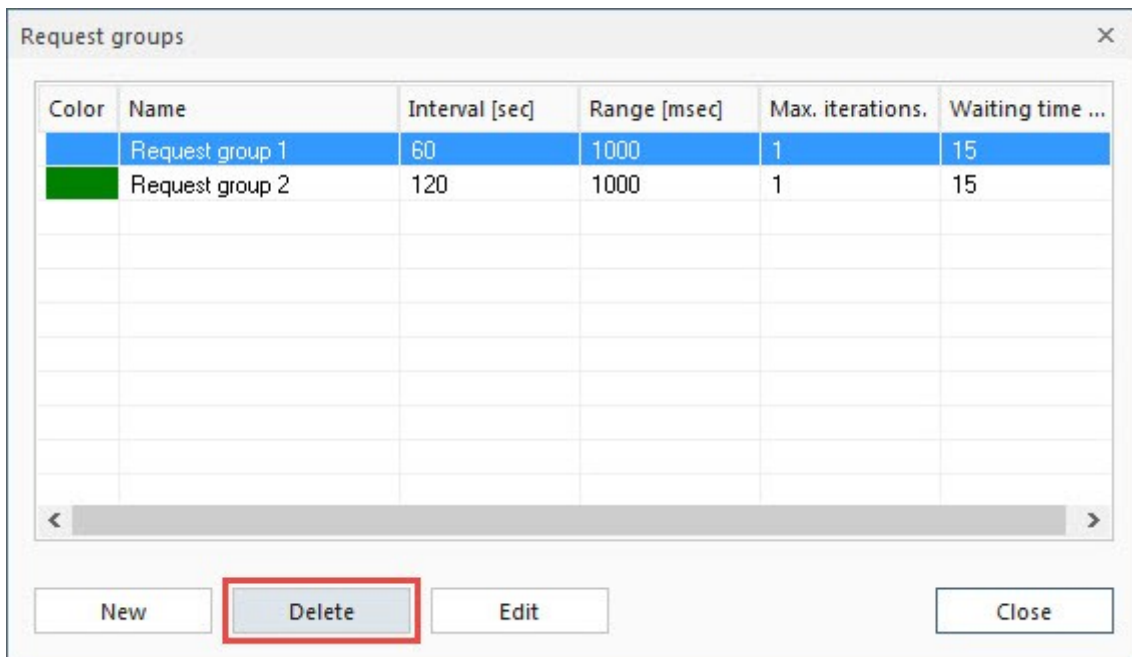 Request groups
Color Name Interval [sec] Range [msec] Max. iterations. Waiting time ...
Request group 1 60 1000 1 15
Request group 2 120 1000 1 15
New Delete Edit Close